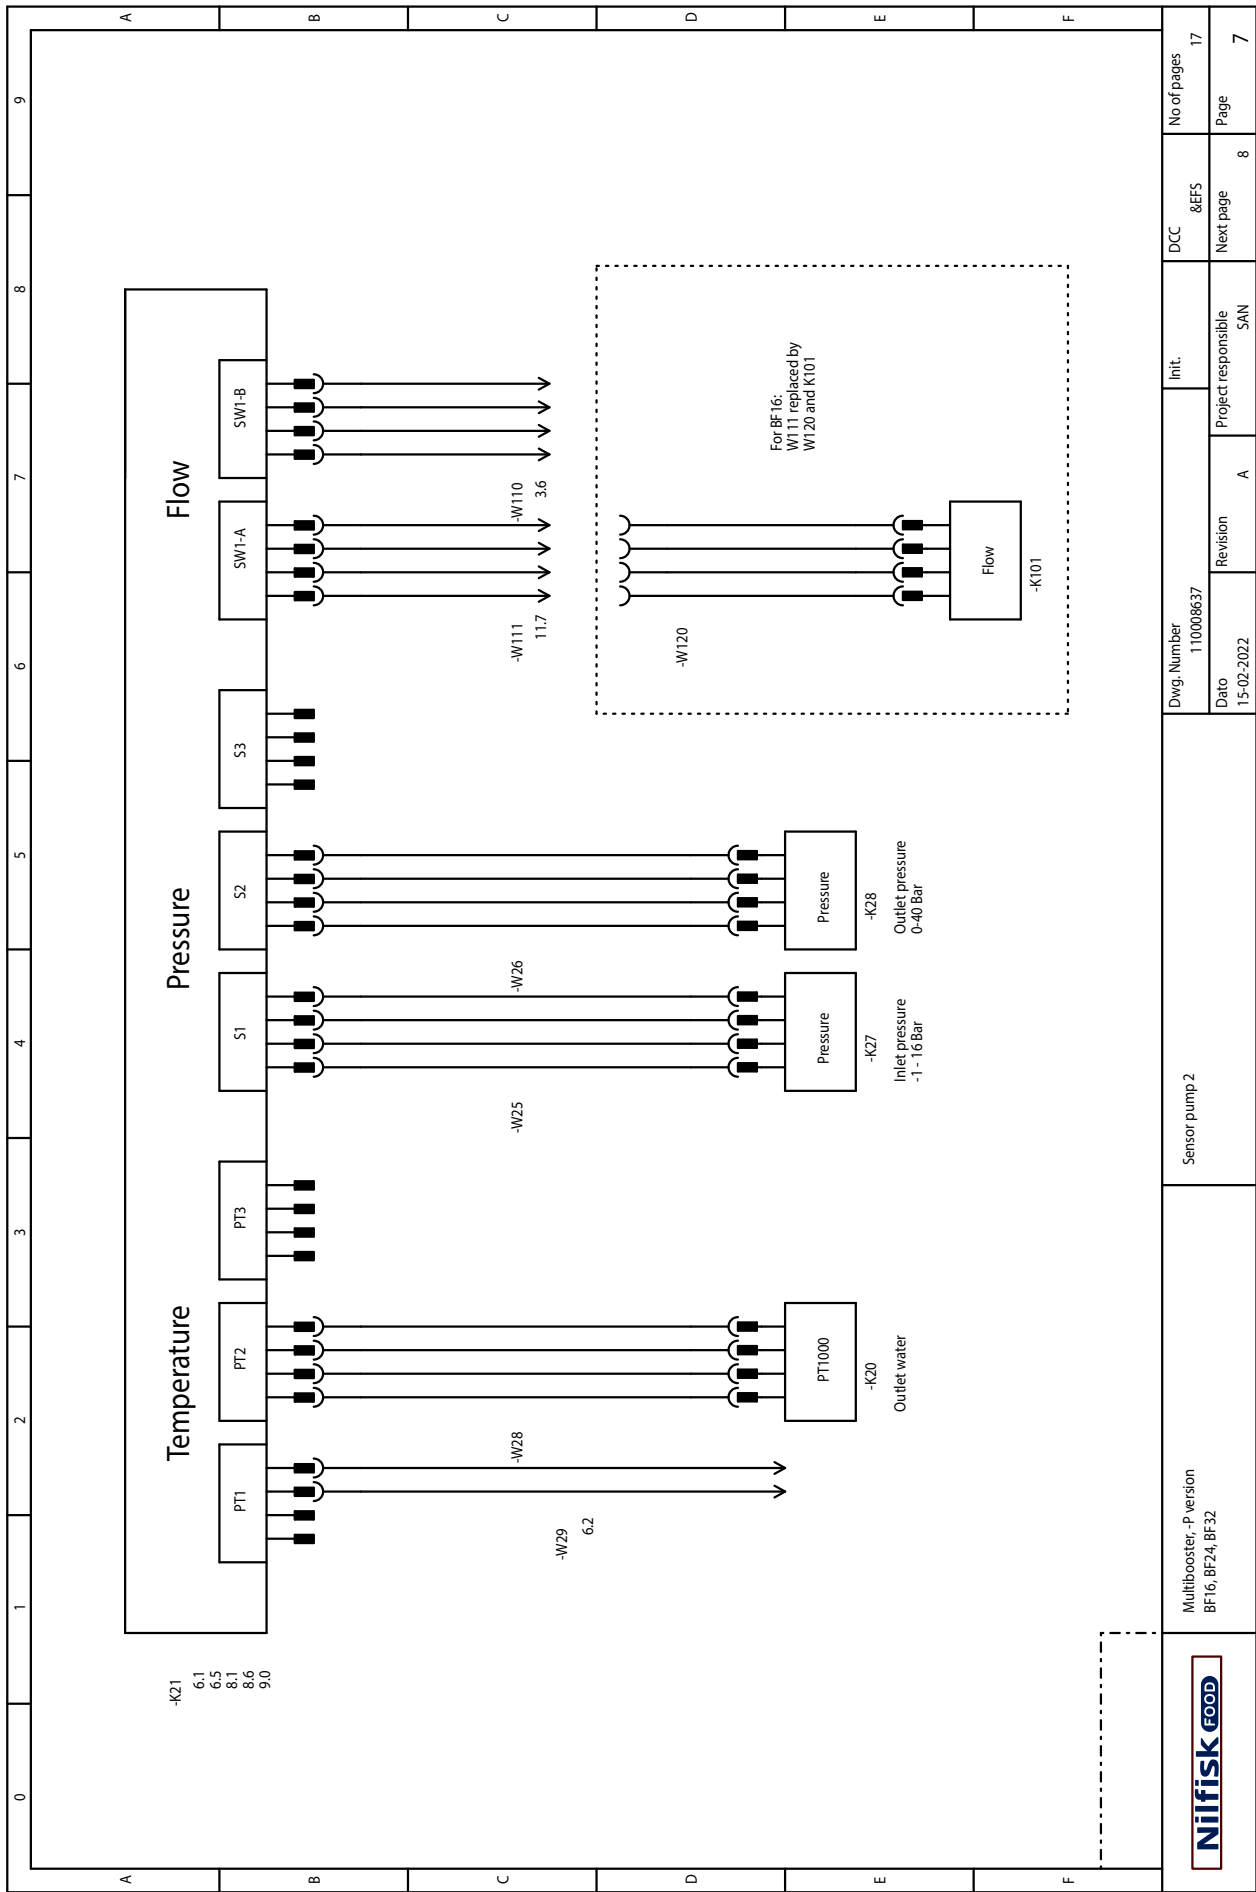 0 1 2 3 4 5 6 7 8 9
A
B
C
D
E
F
A
B
C
D
E
F
-K21
6.1
6.5
8.1
8.6
9.0
Temperature
Pressure
Flow
PT1
PT2
PT3
S1
S2
S3
SW1-A
SW1-B
-W29
6.2
-W28
-W25
-W26
-W111
11.7
-W110
3.6
-W120
For BF16:
W111 replaced by
W120 and K101
PT1000
-K20
Outlet water
Pressure
-K27
Inlet pressure
-1 - 16 Bar
Pressure
-K28
Outlet pressure
0-40 Bar
Flow
-K101
Nilfisk FOOD
Multibooster, -P version
BF16, BF24, BF32
Sensor pump 2
Dwg. Number
110008637
Init.
DCC
&EFS
No of pages
17
Dato
15-02-2022
Revision
A
Project responsible
SAN
Next page
8
Page
7